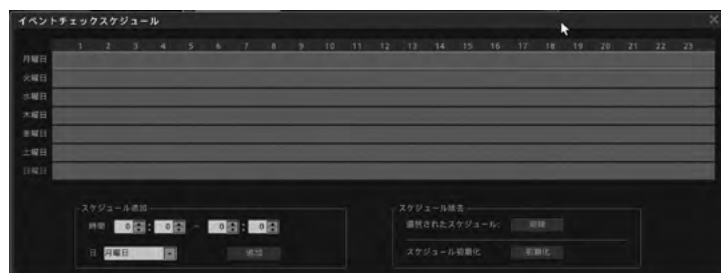 イベントチェックスケジュール
1 2 3 4 5 6 7 8 9 10 11 12 13 14 15 16 17 18 19 20 21 22 23
月曜日
火曜日
水曜日
木曜日
金曜日
土曜日
日曜日
スケジュール追加
時間 0 : 0 ~ 0 : 0
日 月曜日 追加
スケジュール除去
選択されたスケジュール: 削除
スケジュール初期化 初期化